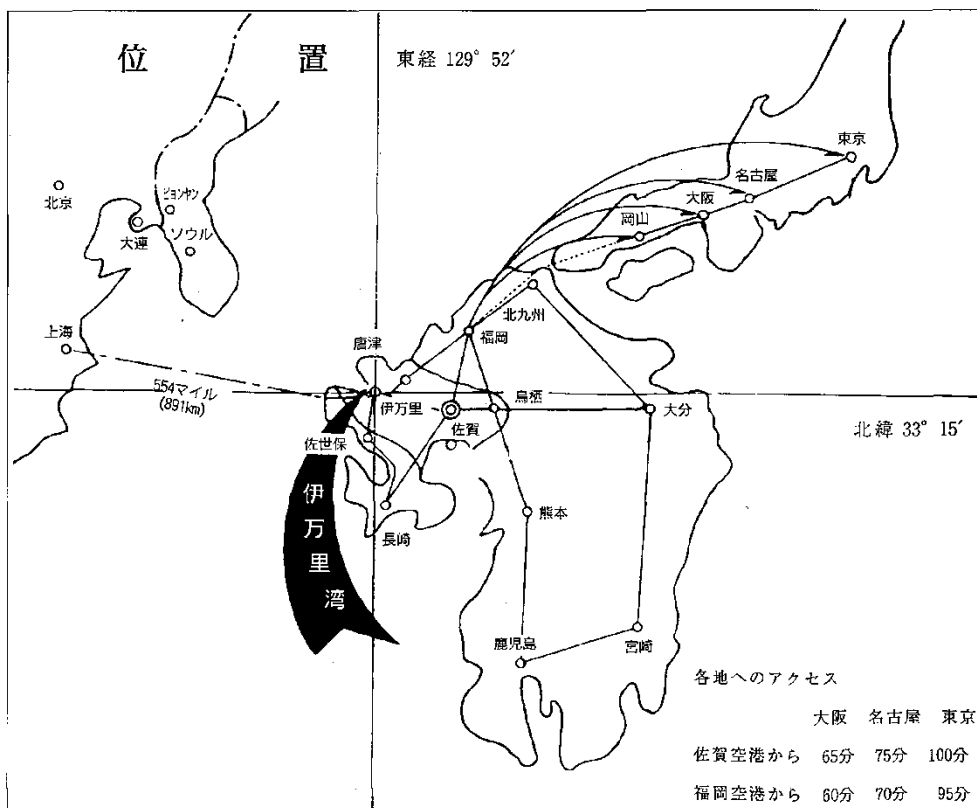 位置
東経 129° 52′
東京
名古屋
大阪
岡山
北京
ピョンヤン
大連
ソウル
北九州
福岡
上海
唐津
554マイル
(891km)
伊万里
鳥栖
大分
佐賀
佐世保
北緯 33° 15′
伊万里湾
長崎
熊本
鹿児島
宮崎
各地へのアクセス
大阪 名古屋 東京
佐賀空港から 65分 75分 100分
福岡空港から 60分 70分 95分